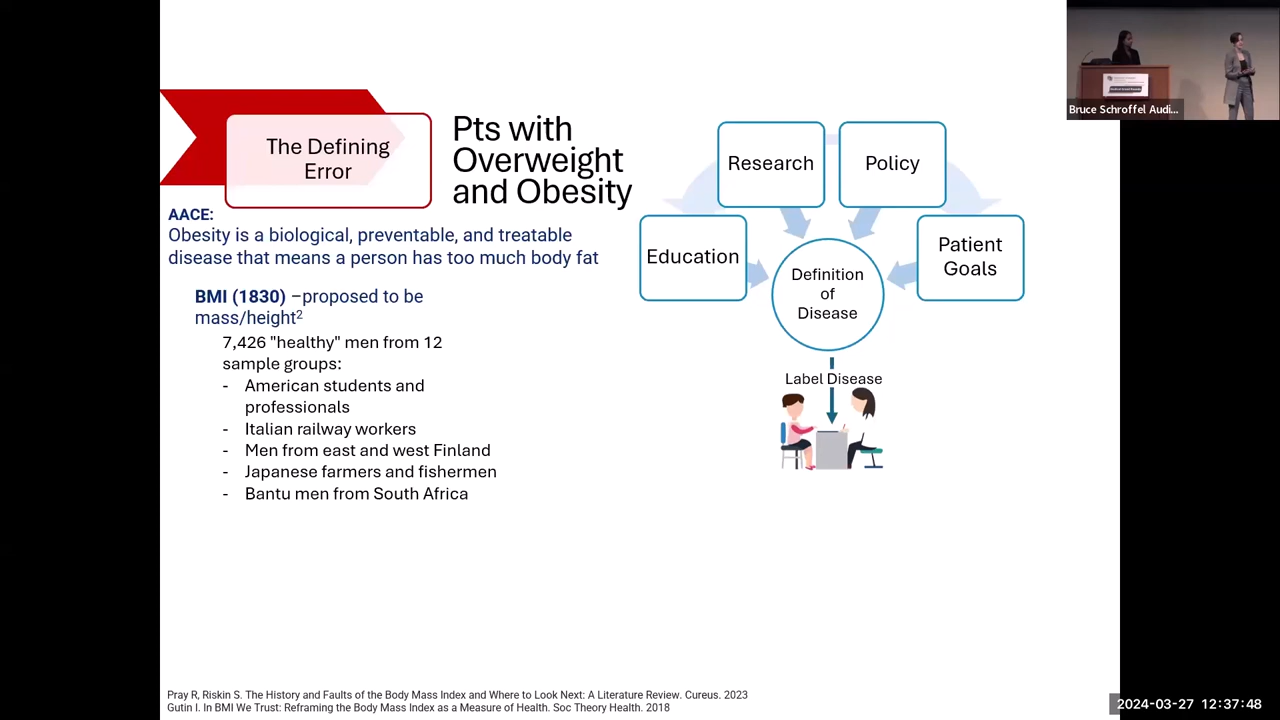 The Defining
Error
Pts with
Overweight
and Obesity
AACE:
Obesity is a biological, preventable, and treatable
disease that means a person has too much body fat
BMI (1830) –proposed to be
mass/height²
7,426 "healthy" men from 12
sample groups:
- American students and
professionals
- Italian railway workers
- Men from east and west Finland
- Japanese farmers and fishermen
- Bantu men from South Africa
Research
Policy
Education
Patient
Goals
Definition
of
Disease
Label Disease
Bruce Schroffel Audi...
Pray R, Riskin S. The History and Faults of the Body Mass Index and Where to Look Next: A Literature Review. Cureus. 2023
Gutin I. In BMI We Trust: Reframing the Body Mass Index as a Measure of Health. Soc Theory Health. 2018
2024-03-27 12:37:48